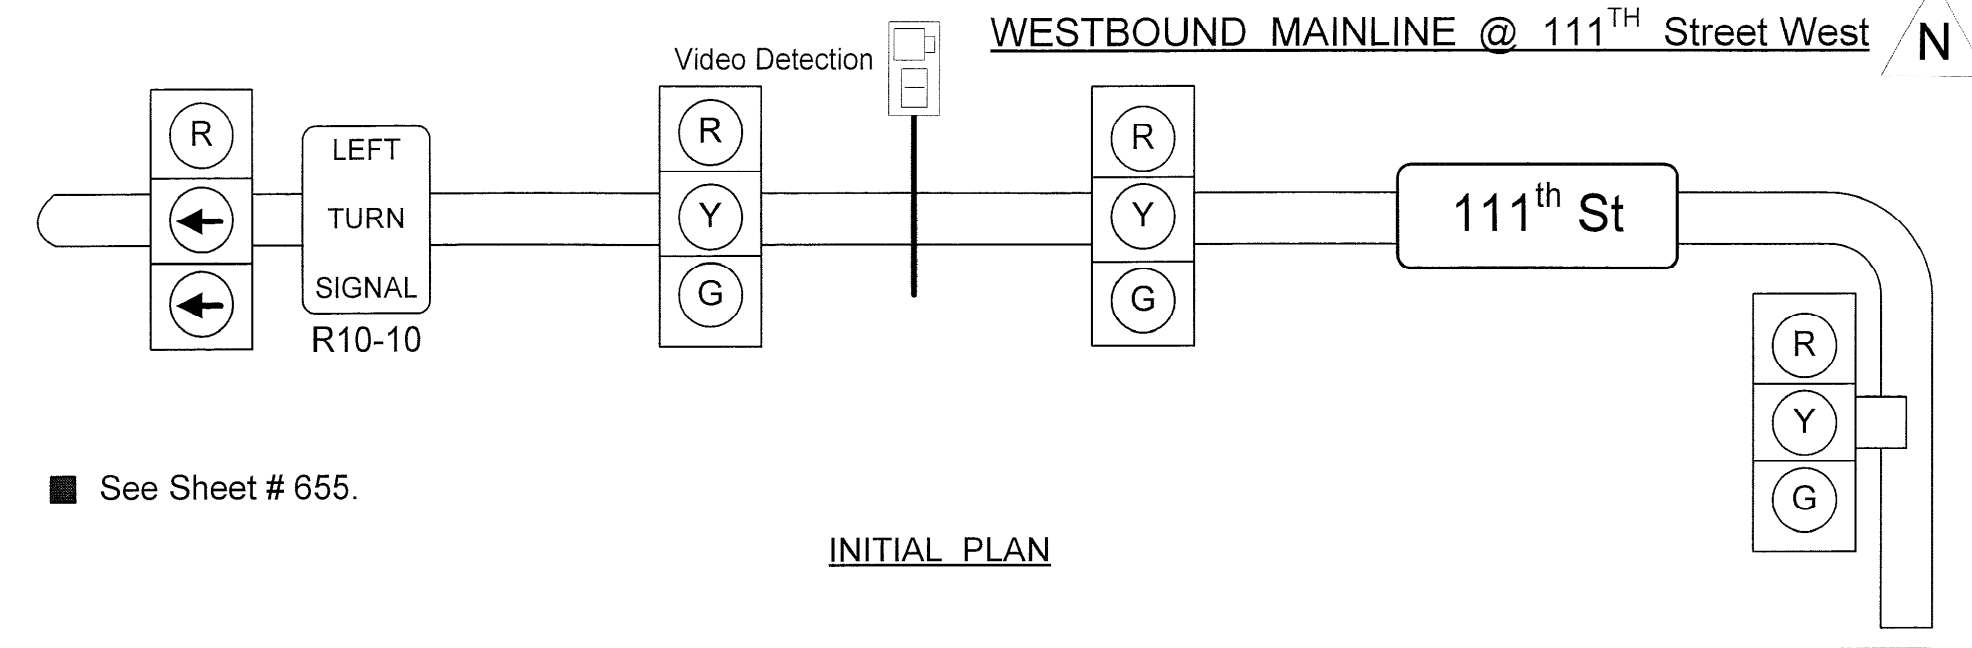 WESTBOUND MAINLINE @ 111TH Street West
N
Video Detection
R
LEFT
TURN
SIGNAL
R10-10
R
Y
G
R
Y
G
111th St
R
Y
G
See Sheet # 655.
INITIAL PLAN